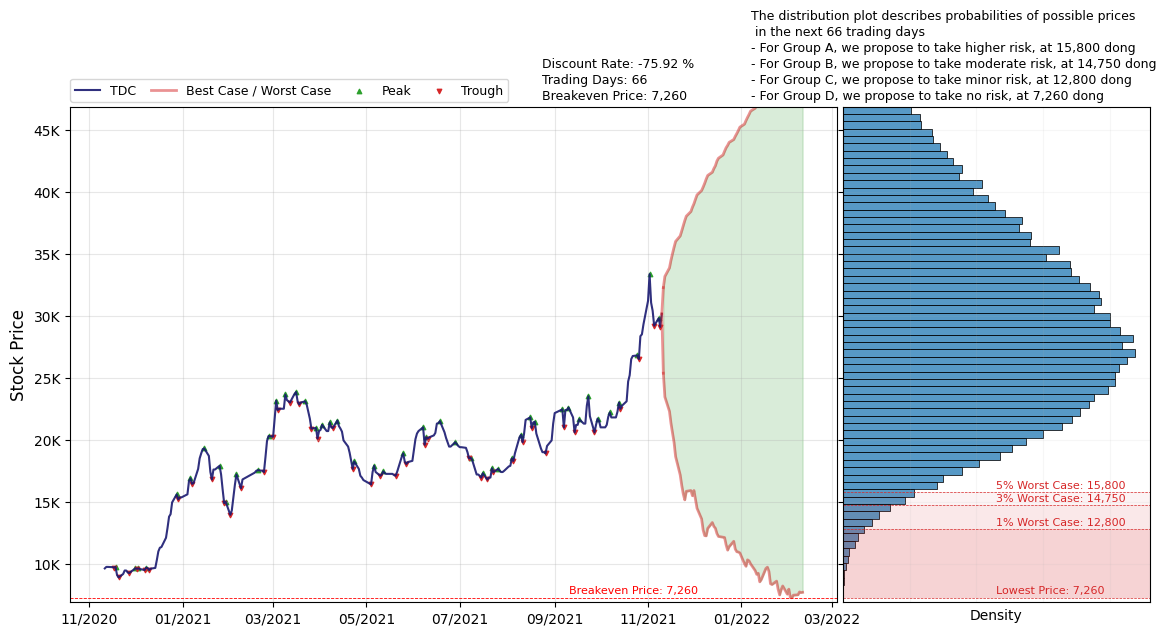 The distribution plot describes probabilities of possible prices
in the next 66 trading days
- For Group A, we propose to take higher risk, at 15,800 dong
- For Group B, we propose to take moderate risk, at 14,750 dong
- For Group C, we propose to take minor risk, at 12,800 dong
- For Group D, we propose to take no risk, at 7,260 dong
Discount Rate: -75.92 %
Trading Days: 66
Breakeven Price: 7,260
TDC
Best Case / Worst Case
Peak
Trough
Stock Price
45K
40K
35K
30K
25K
20K
15K
10K
5% Worst Case: 15,800
3% Worst Case: 14,750
1% Worst Case: 12,800
Breakeven Price: 7,260
Lowest Price: 7,260
11/2020
01/2021
03/2021
05/2021
07/2021
09/2021
11/2021
01/2022
03/2022
Density